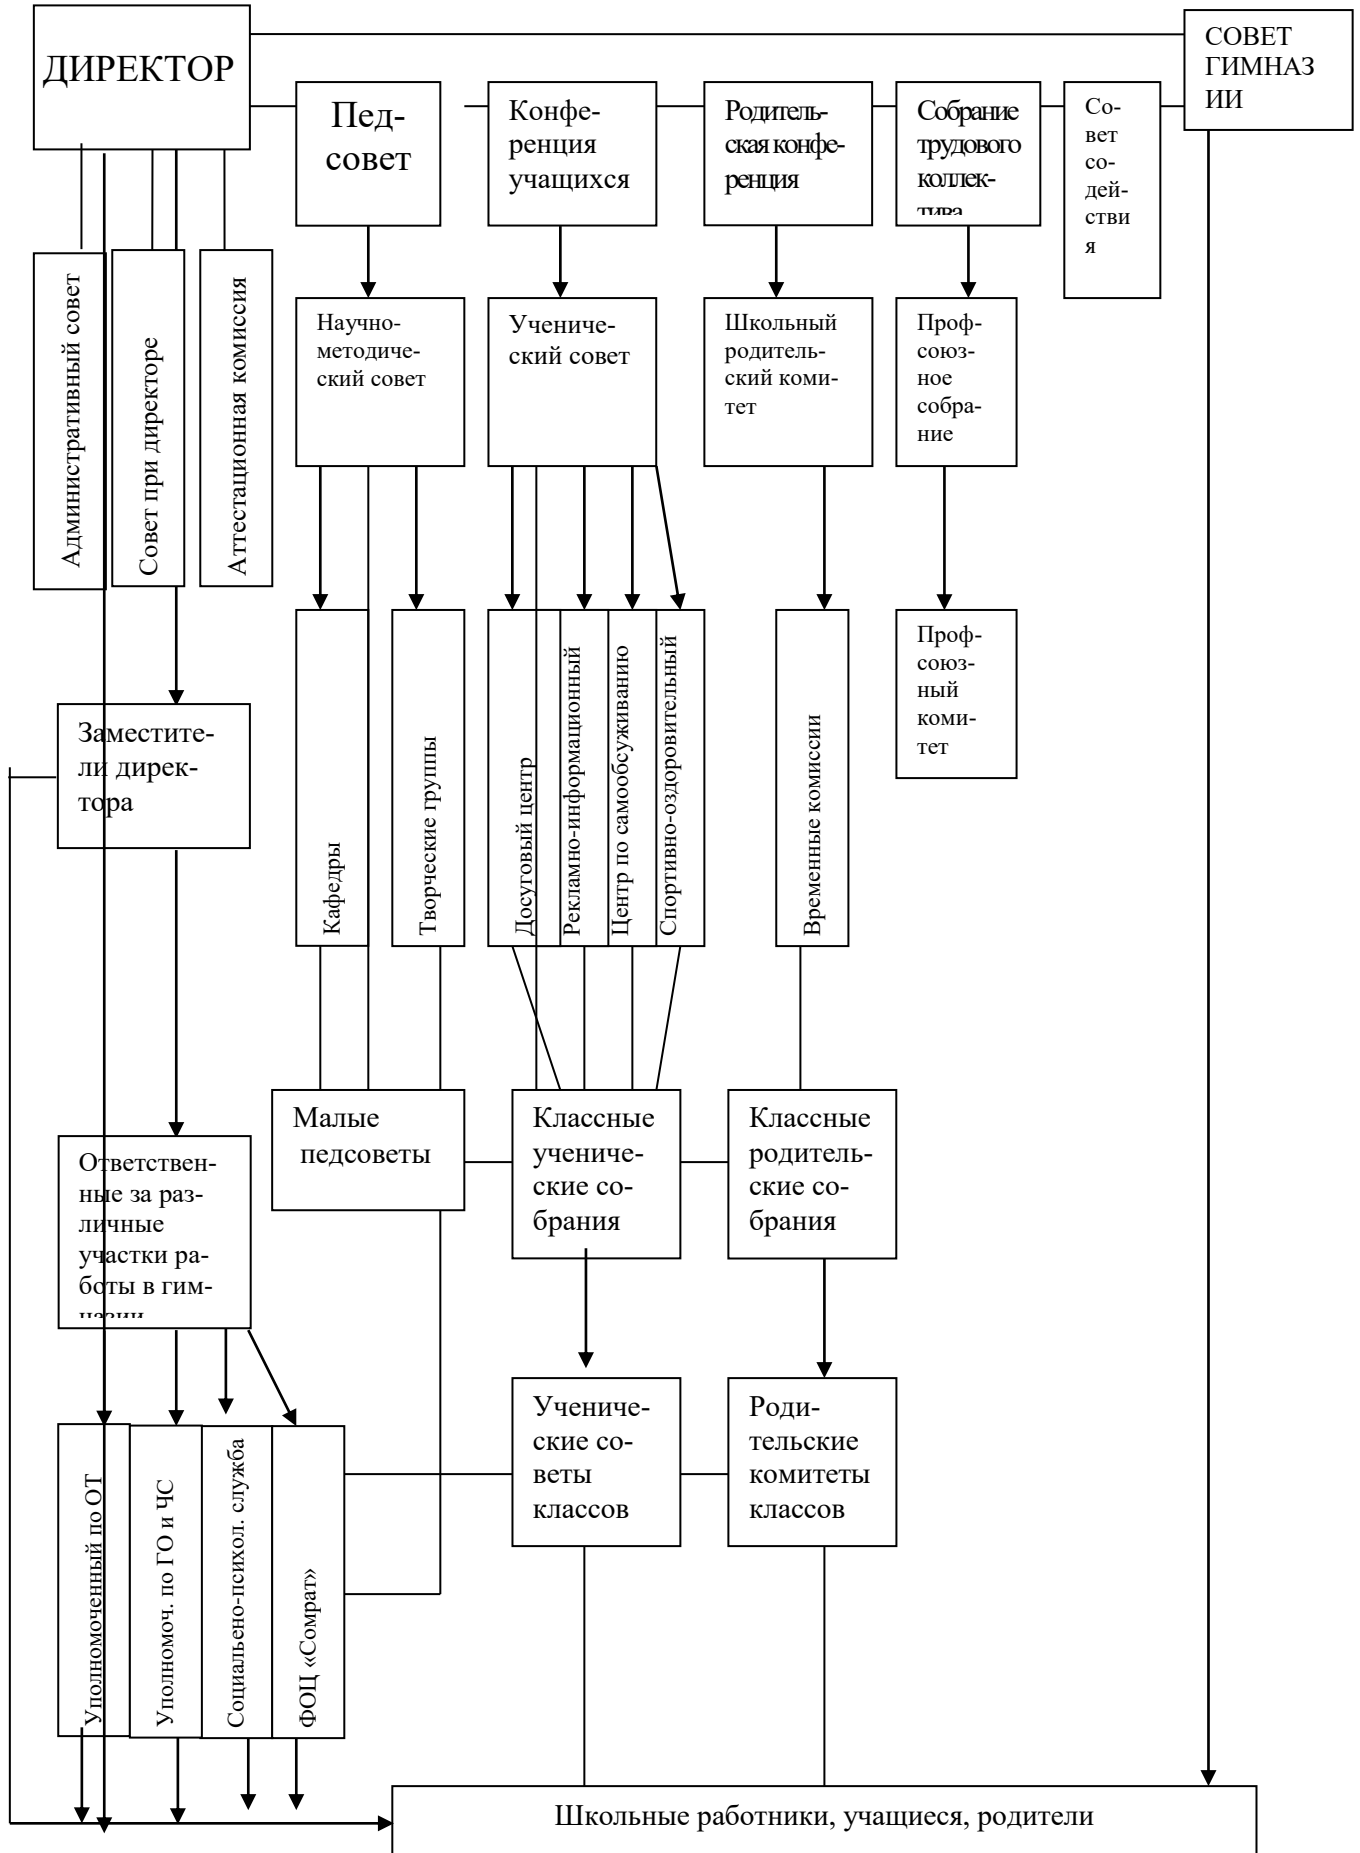 ДИРЕКТОР
СОВЕТ
ГИМНАЗ
ИИ
Пед-
совет
Конфе-
ренция
учащихся
Родитель-
ская конфе-
ренция
Собрание
трудового
коллек-
тива
Со-
вет
со-
дей-
стви
я
Административный совет
Совет при директоре
Аттестационная комиссия
Научно-
методиче-
ский совет
Учениче-
ский совет
Школьный
родитель-
ский коми-
тет
Проф-
союз-
ное
собра-
ние
Заместите-
ли дирек-
тора
Кафедры
Творческие группы
Досуговый центр
Рекламно-информационный
Центр по самообслуживанию
Спортивно-оздоровительный
Временные комиссии
Проф-
союз-
ный
коми-
тет
Ответствен-
ные за раз-
личные
участки ра-
боты в гим-
назии
Малые
педсоветы
Классные
учениче-
ские со-
брания
Классные
родитель-
ские со-
брания
Уполномоченный по ОТ
Уполномоч. по ГО и ЧС
Социальено-психол. служба
ФОЦ «Сомрат»
Учениче-
ские со-
веты
классов
Роди-
тельские
комитеты
классов
Школьные работники, учащиеся, родители